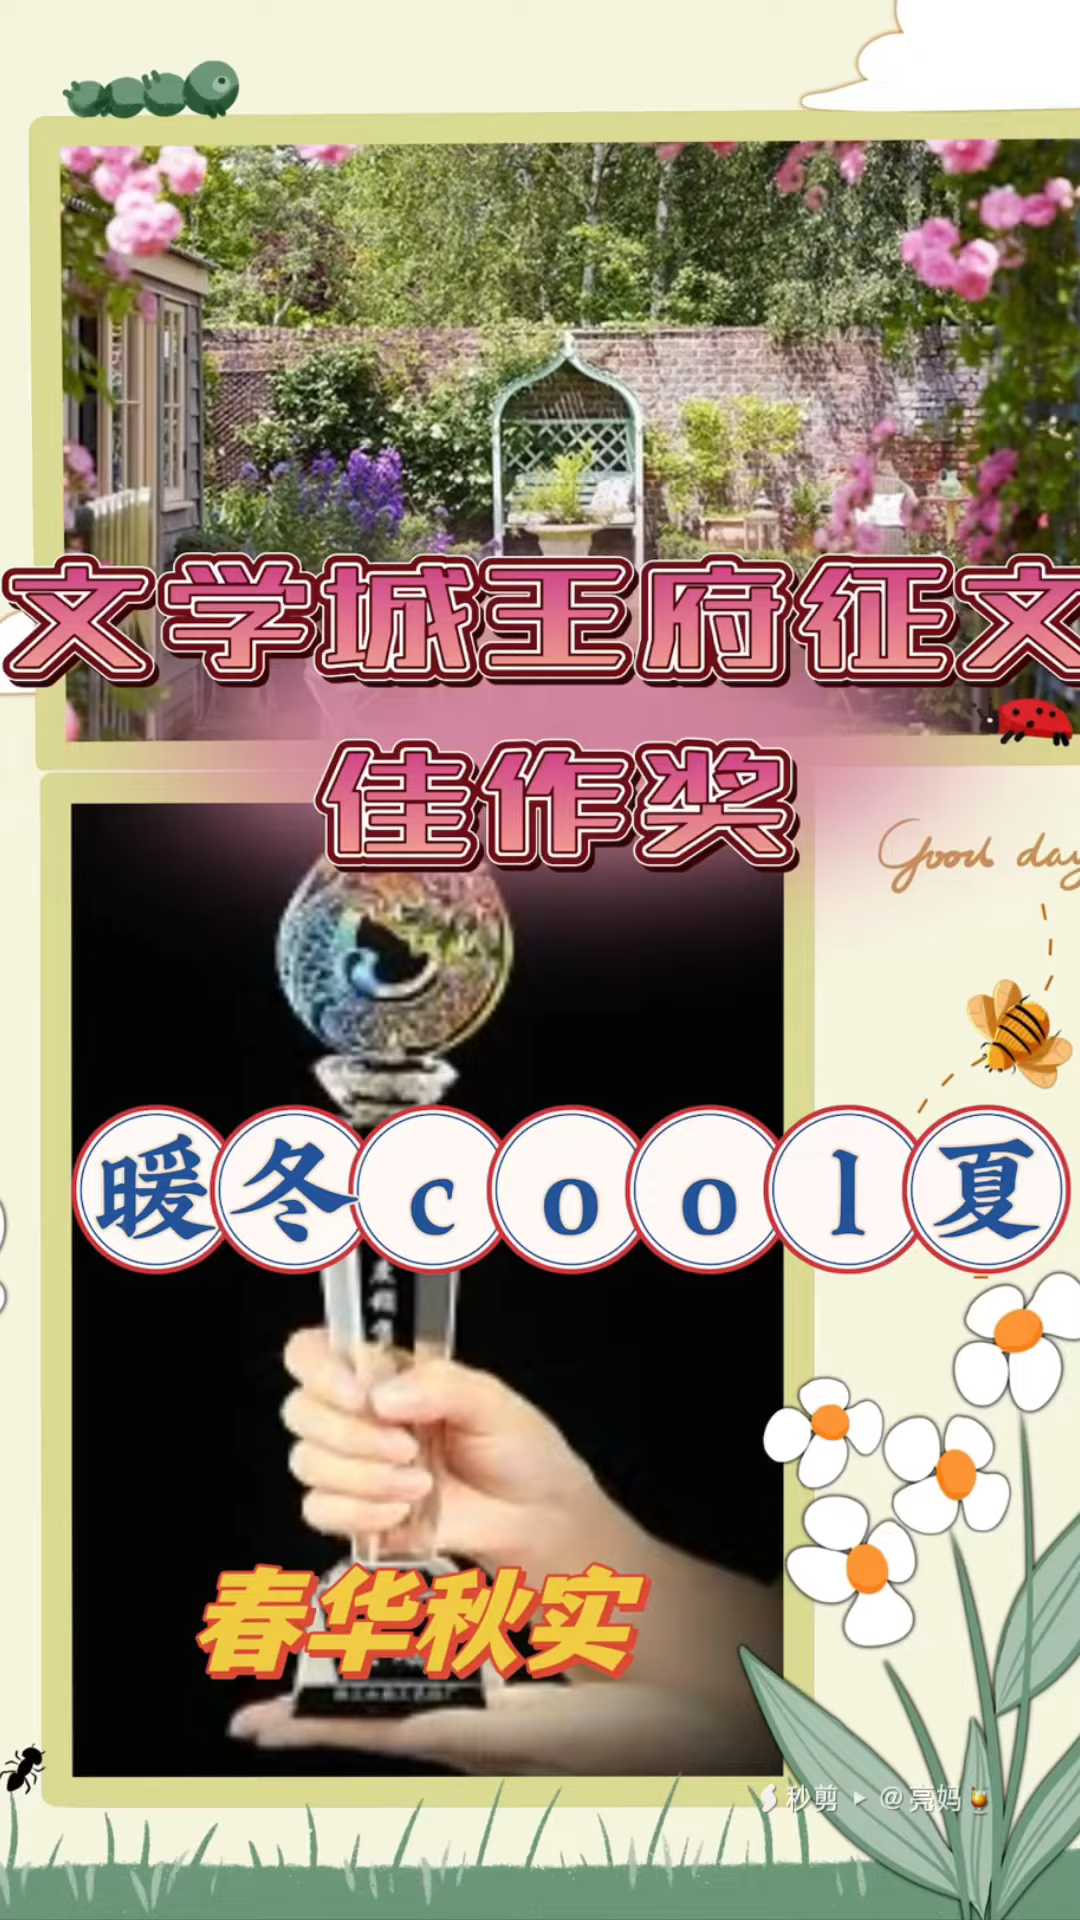 文学城王府征文
佳作奖
Good day
暖冬cool夏
春华秋实
秒剪 @亮妈